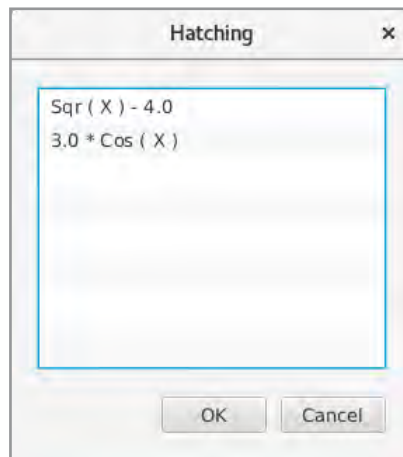 Hatching ×
Sqr ( X ) - 4.0
3.0 * Cos ( X )
OK Cancel